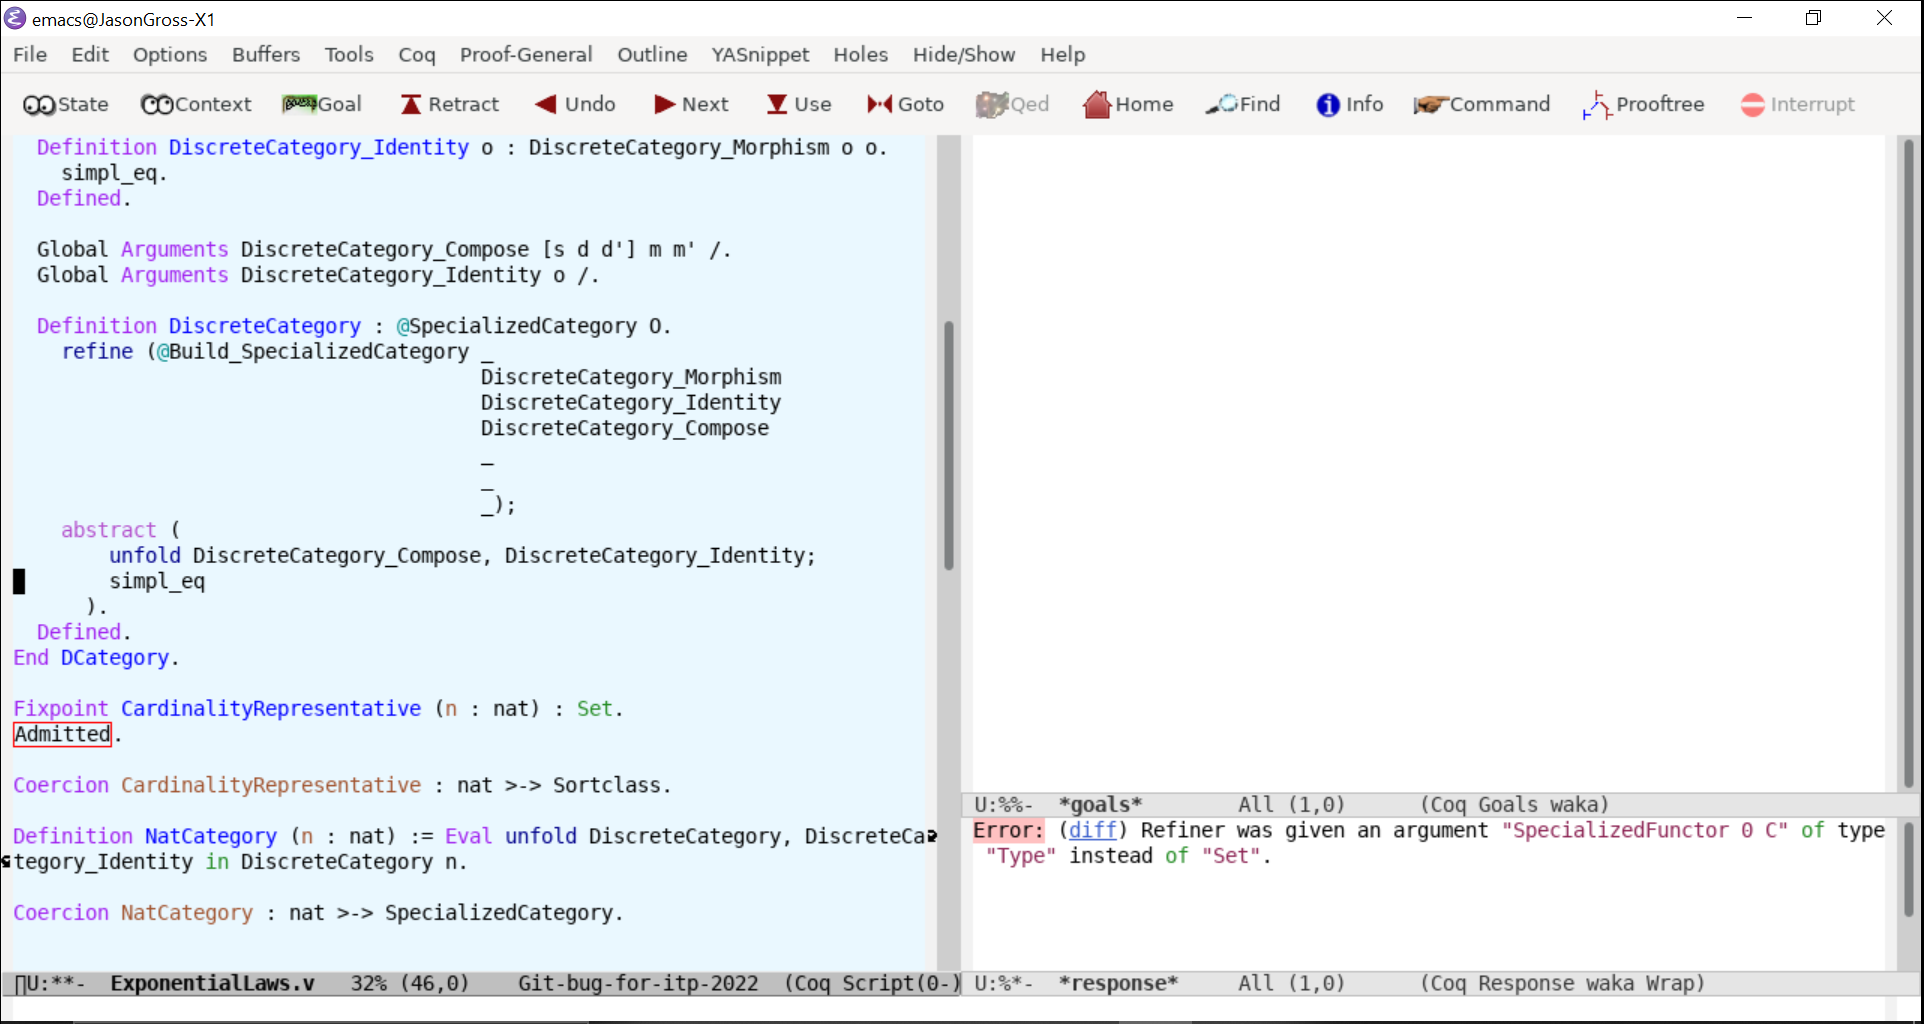 emacs@JasonGross-X1
File Edit Options Buffers Tools Coq Proof-General Outline YASnippet Holes Hide/Show Help
State Context Goal Retract Undo Next Use Goto Qed Home Find Info Command Prooftree Interrupt
Definition DiscreteCategory_Identity o : DiscreteCategory_Morphism o o.
simpl_eq.
Defined.
Global Arguments DiscreteCategory_Compose [s d d'] m m' /.
Global Arguments DiscreteCategory_Identity o /.
Definition DiscreteCategory : @SpecializedCategory O.
refine (@Build_SpecializedCategory _
DiscreteCategory_Morphism
DiscreteCategory_Identity
DiscreteCategory_Compose
_
_
_);
abstract (
unfold DiscreteCategory_Compose, DiscreteCategory_Identity;
simpl_eq
).
Defined.
End DCategory.
Fixpoint CardinalityRepresentative (n : nat) : Set.
Admitted.
Coercion CardinalityRepresentative : nat >-> Sortclass.
Definition NatCategory (n : nat) := Eval unfold DiscreteCategory, DiscreteCa
tegory_Identity in DiscreteCategory n.
Coercion NatCategory : nat >-> SpecializedCategory.
U:**- ExponentialLaws.v 32% (46,0) Git-bug-for-itp-2022 (Coq Script(0-)
U:%%- *goals* All (1,0) (Coq Goals waka)
Error: (diff) Refiner was given an argument "SpecializedFunctor 0 C" of type
"Type" instead of "Set".
U:%*- *response* All (1,0) (Coq Response waka Wrap)